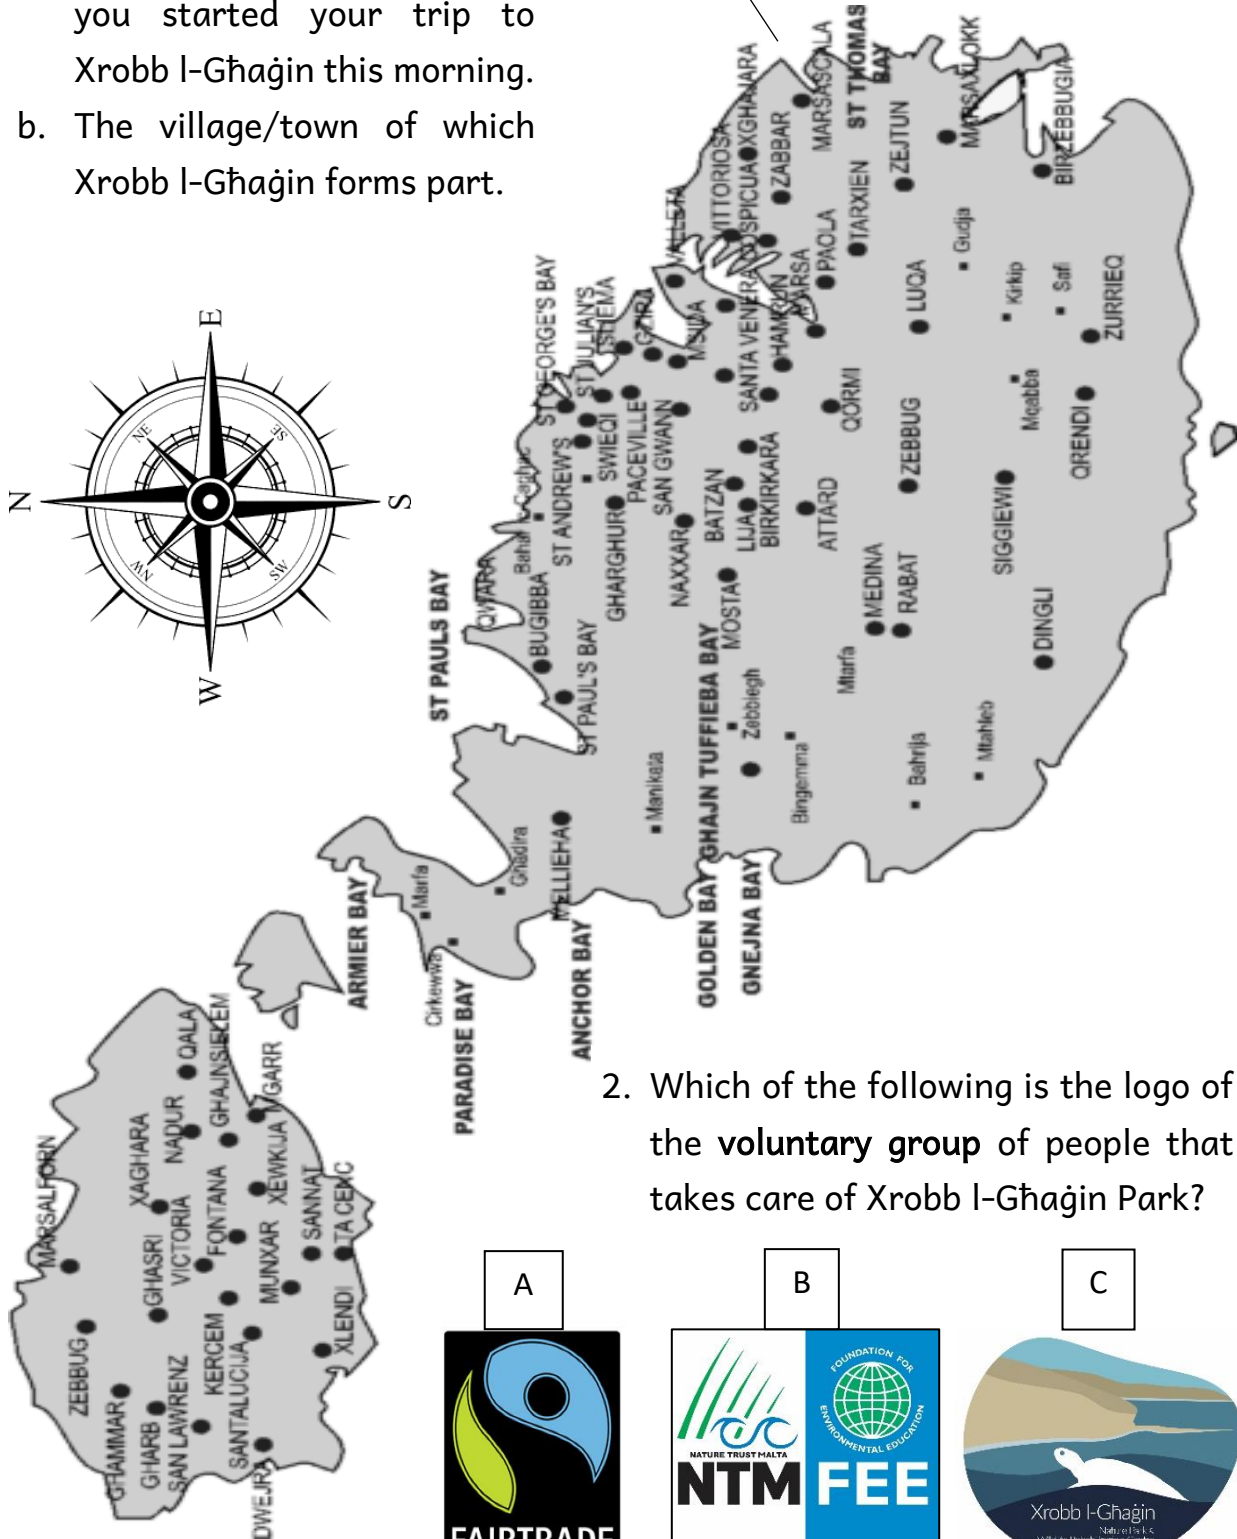 you started your trip to
Xrobb l-Għaġin this morning.
b. The village/town of which
Xrobb l-Għaġin forms part.
E
NE
SE
N
S
NW
SW
W
ST GEORGE'S BAY
ST JULIAN'S
GZIRA
MSIDA
VALLETA
VITTORIOSA
XGHAJARA
ZABBAR
MARSASCALA
ST THOMAS
BAY
MARSAXLOKK
BIRZEBBUGIA
ZEJTUN
TARXIEN
PAOLA
MARSA
HAMRUN
SANTA VENERA
Gudja
Kirkip
Safi
ZURRIEQ
LUQA
QORMI
Mqabba
QRENDI
ZEBBUG
SIGGIEWI
ATTARD
BIRKIRKARA
LIJA
BATZAN
SAN GWANN
PACEVILLE
SWIEQI
ST ANDREW'S
GHARGHUR
NAXXAR
MOSTA
MEDINA
RABAT
DINGLI
Mtarfa
QWARA
BUGIBBA
ST PAULS BAY
ST PAUL'S BAY
Zebbiegh
Bingemma
Bahrija
Mtahleb
Manikata
GOLDEN BAY
GHAJN TUFFIEBA BAY
GNEJNA BAY
MELLIEHA
Ghadira
Marfa
Cirkewwa
ARMIER BAY
PARADISE BAY
ANCHOR BAY
QALA
GHAJNSIELEM
MGARR
NADUR
XAGHARA
MARSALFORN
XEWKIJA
FONTANA
VICTORIA
SANNAT
TA CENC
MUNXAR
GHASRI
XLENDI
KERCEM
SANTALUCIJA
ZEBBUG
SAN LAWRENZ
GHARB
GHAMMAR
DWEJRA
2. Which of the following is the logo of
the voluntary group of people that
takes care of Xrobb l-Għaġin Park?
A
B
C
FAIRTRADE
NATURE TRUST MALTA
NTM
FOUNDATION FOR
ENVIRONMENTAL EDUCATION
FEE
Xrobb l-Għaġin
Nature Park &